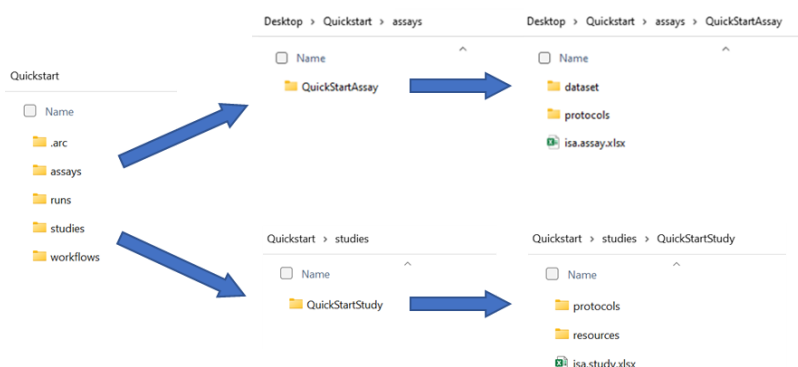 Quickstart
Name
.arc
assays
runs
studies
workflows
Desktop > Quickstart > assays
Name
QuickStartAssay
Desktop > Quickstart > assays > QuickStartAssay
Name
dataset
protocols
isa.assay.xlsx
Quickstart > studies
Name
QuickStartStudy
Quickstart > studies > QuickStartStudy
Name
protocols
resources
isa.study.xlsx